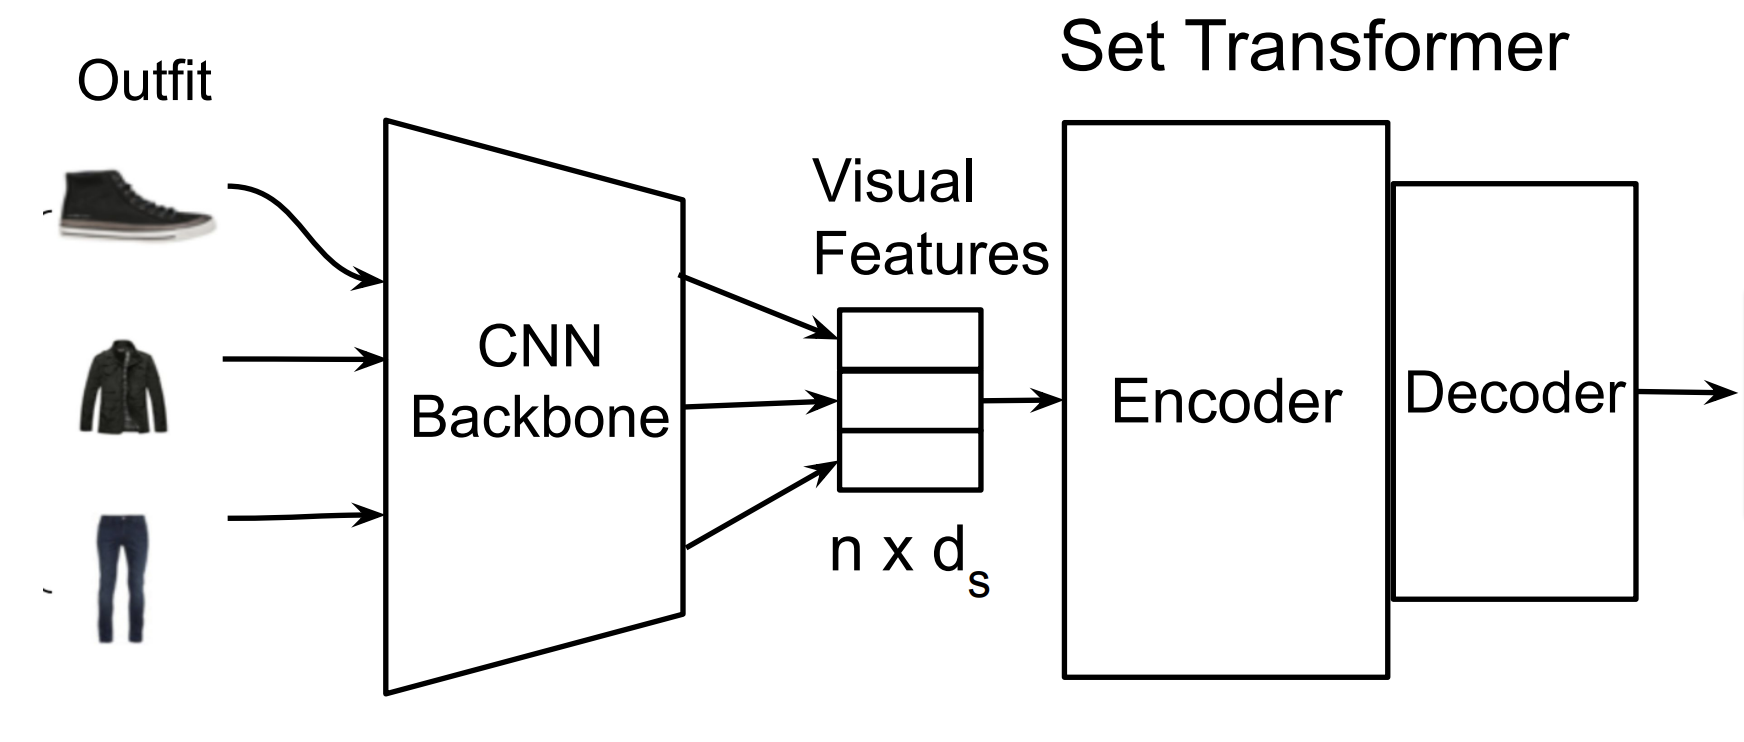 Outfit
CNN
Backbone
Visual
Features
n x ds
Set Transformer
Encoder
Decoder